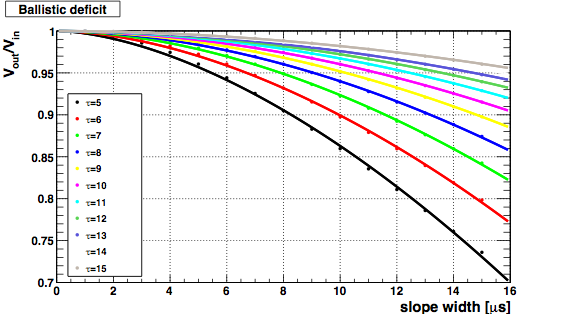 Ballistic deficit
V_out/V_in
1
0.95
0.9
0.85
0.8
0.75
0.7
τ=5
τ=6
τ=7
τ=8
τ=9
τ=10
τ=11
τ=12
τ=13
τ=14
τ=15
0 2 4 6 8 10 12 14 16
slope width [μs]